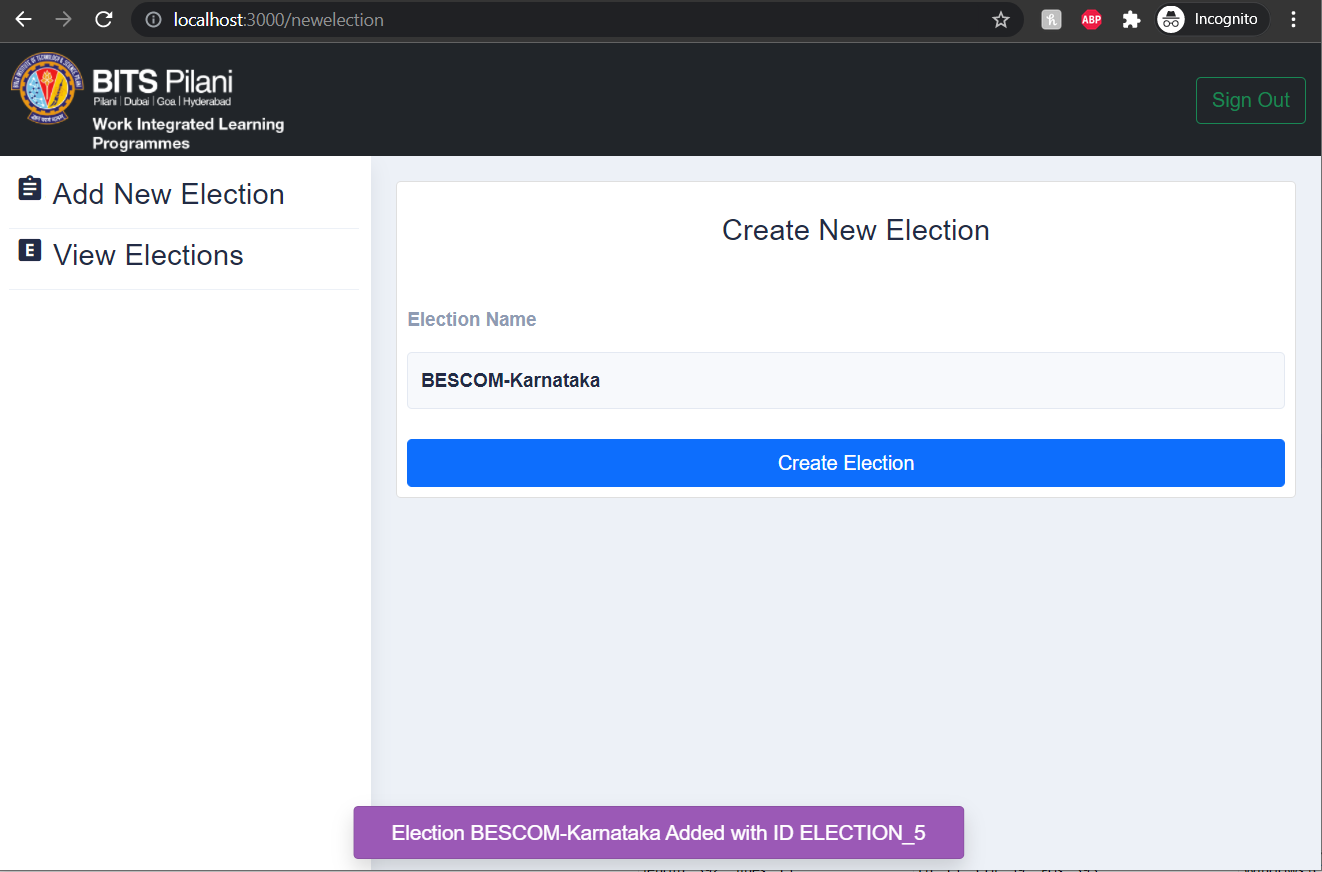 localhost:3000/newelection
ABP
Incognito
BITS Pilani
Pilani | Dubai | Goa | Hyderabad
Work Integrated Learning
Programmes
Sign Out
Add New Election
E View Elections
Create New Election
Election Name
BESCOM-Karnataka
Create Election
Election BESCOM-Karnataka Added with ID ELECTION_5